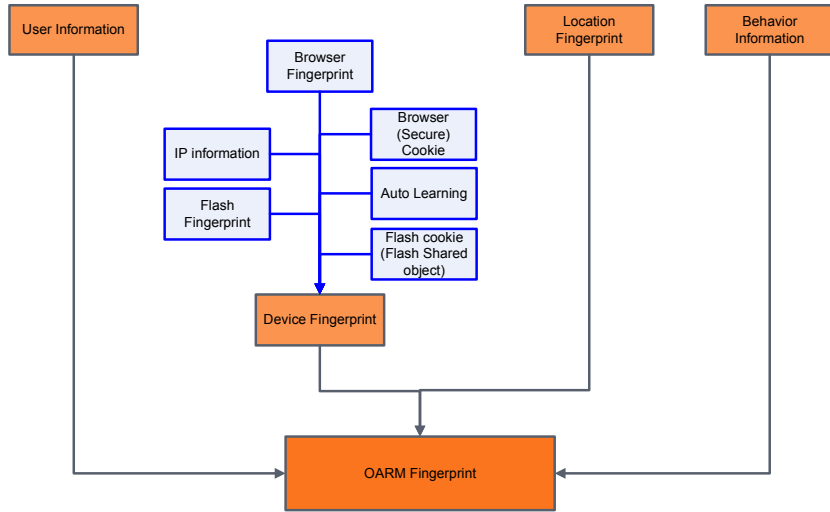 User Information
Location
Fingerprint
Behavior
Information
Browser
Fingerprint
Browser
(Secure)
Cookie
IP information
Auto Learning
Flash
Fingerprint
Flash cookie
(Flash Shared
object)
Device Fingerprint
OARM Fingerprint